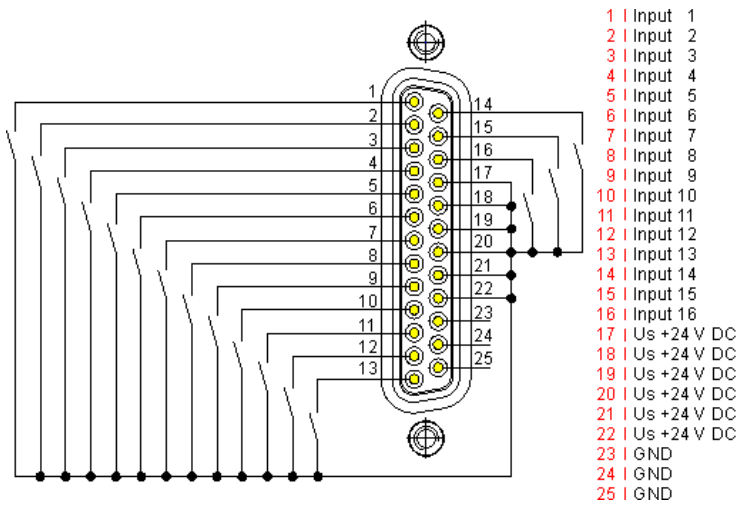 1
2
3
4
5
6
7
8
9
10
11
12
13
14
15
16
17
18
19
20
21
22
23
24
25
1 | Input 1
2 | Input 2
3 | Input 3
4 | Input 4
5 | Input 5
6 | Input 6
7 | Input 7
8 | Input 8
9 | Input 9
10 | Input 10
11 | Input 11
12 | Input 12
13 | Input 13
14 | Input 14
15 | Input 15
16 | Input 16
17 | Us +24 V DC
18 | Us +24 V DC
19 | Us +24 V DC
20 | Us +24 V DC
21 | Us +24 V DC
22 | Us +24 V DC
23 | GND
24 | GND
25 | GND